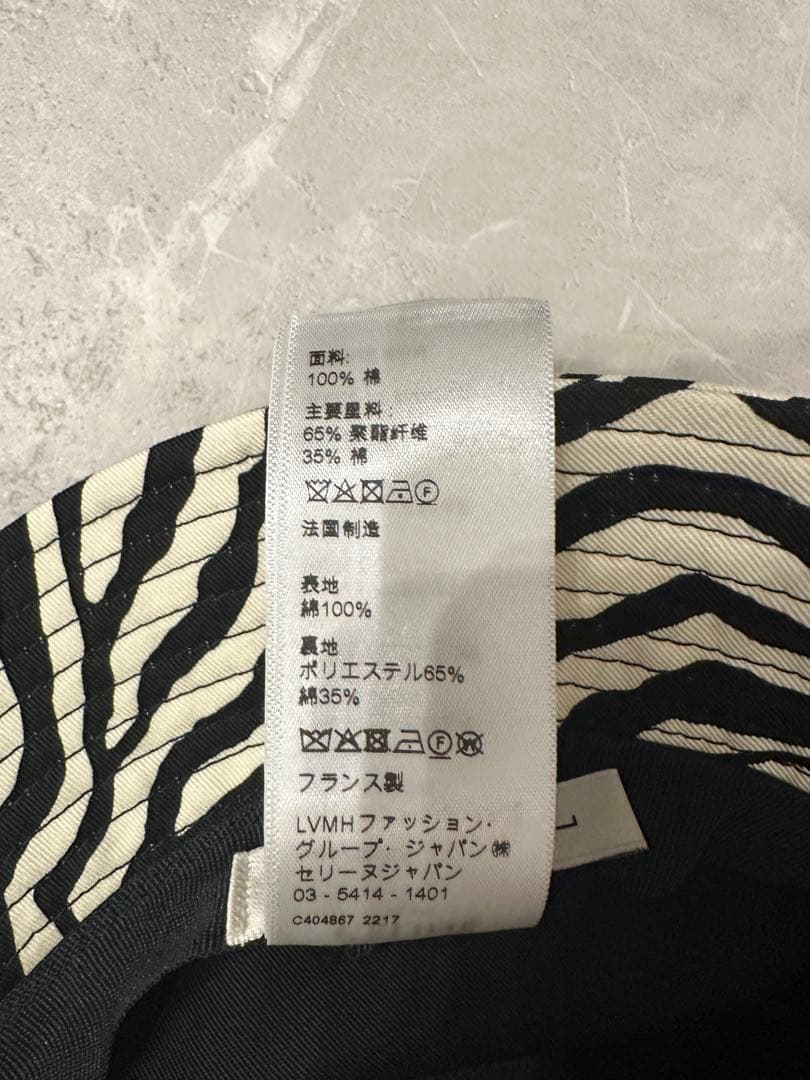 面料:
100% 棉
主要里料:
65% 聚酯纤维
35% 棉
法国制造
表地
綿100%
裏地
ポリエステル65%
綿35%
フランス製
LVMHファッション・
グループ・ジャパン㈱
セリーヌジャパン
03 - 5414 - 1401
C404867 2217
L